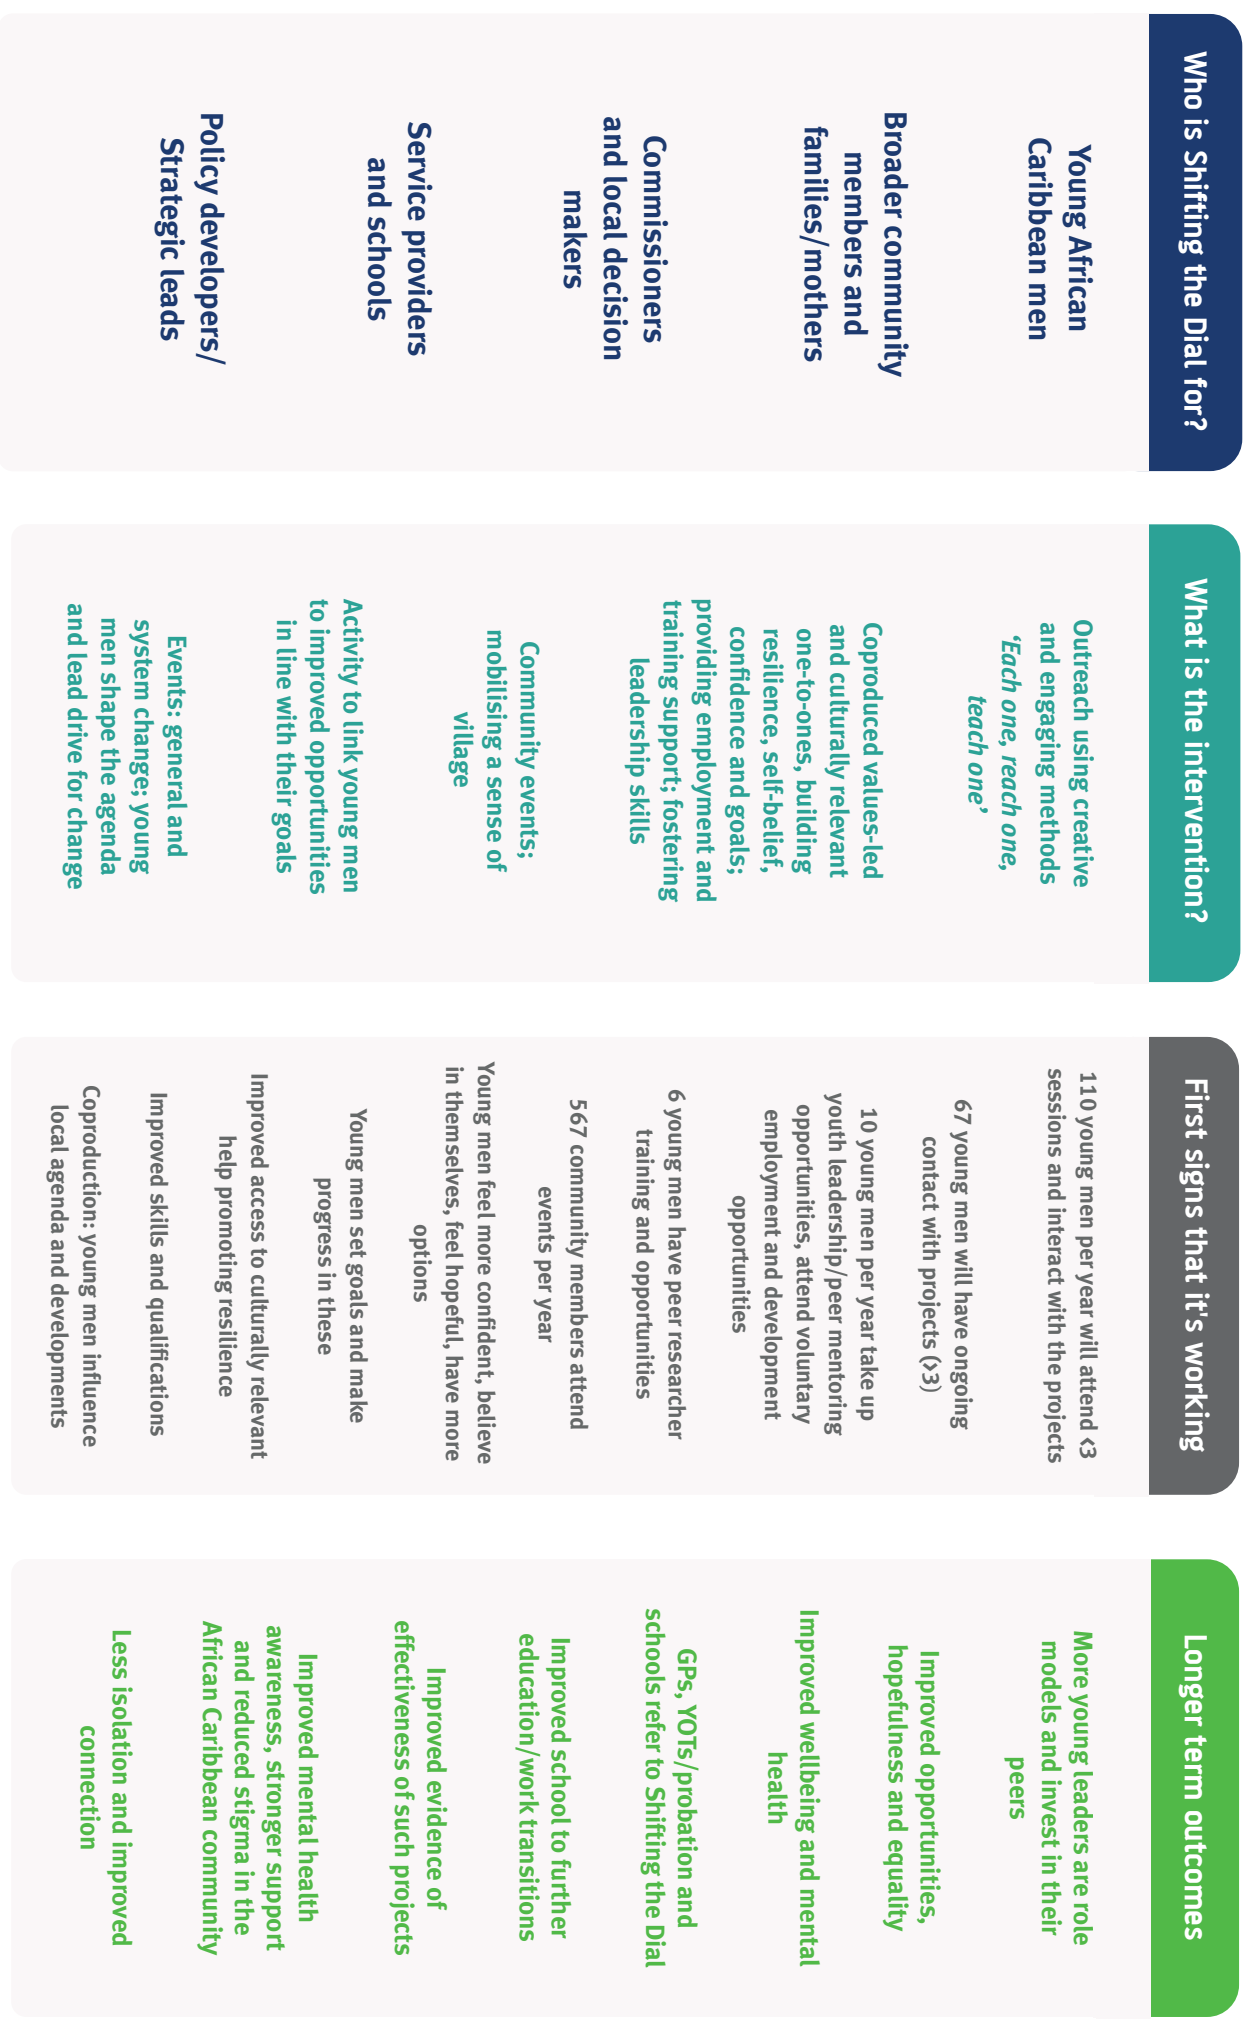 Who is Shifting the Dial for?
Young African
Caribbean men
Broader community
members and
families/mothers
Commissioners
and local decision
makers
Service providers
and schools
Policy developers/
Strategic leads
What is the intervention?
Outreach using creative
and engaging methods
‘Each one, reach one,
teach one’
Coproduced values-led
and culturally relevant
one-to-ones, building
resilience, self-belief,
confidence and goals;
providing employment and
training support; fostering
leadership skills
Community events;
mobilising a sense of
village
Activity to link young men
to improved opportunities
in line with their goals
Events: general and
system change; young
men shape the agenda
and lead drive for change
First signs that it's working
110 young men per year will attend <3
sessions and interact with the projects
67 young men will have ongoing
contact with projects (>3)
10 young men per year take up
youth leadership/peer mentoring
opportunities, attend voluntary
employment and development
opportunities
6 young men have peer researcher
training and opportunities
567 community members attend
events per year
Young men feel more confident, believe
in themselves, feel hopeful, have more
options
Young men set goals and make
progress in these
Improved access to culturally relevant
help promoting resilience
Improved skills and qualifications
Coproduction: young men influence
local agenda and developments
Longer term outcomes
More young leaders are role
models and invest in their
peers
Improved opportunities,
hopefulness and equality
Improved wellbeing and mental
health
GPs, YOTs/probation and
schools refer to Shifting the Dial
Improved school to further
education/work transitions
Improved evidence of
effectiveness of such projects
Improved mental health
awareness, stronger support
and reduced stigma in the
African Caribbean community
Less isolation and improved
connection